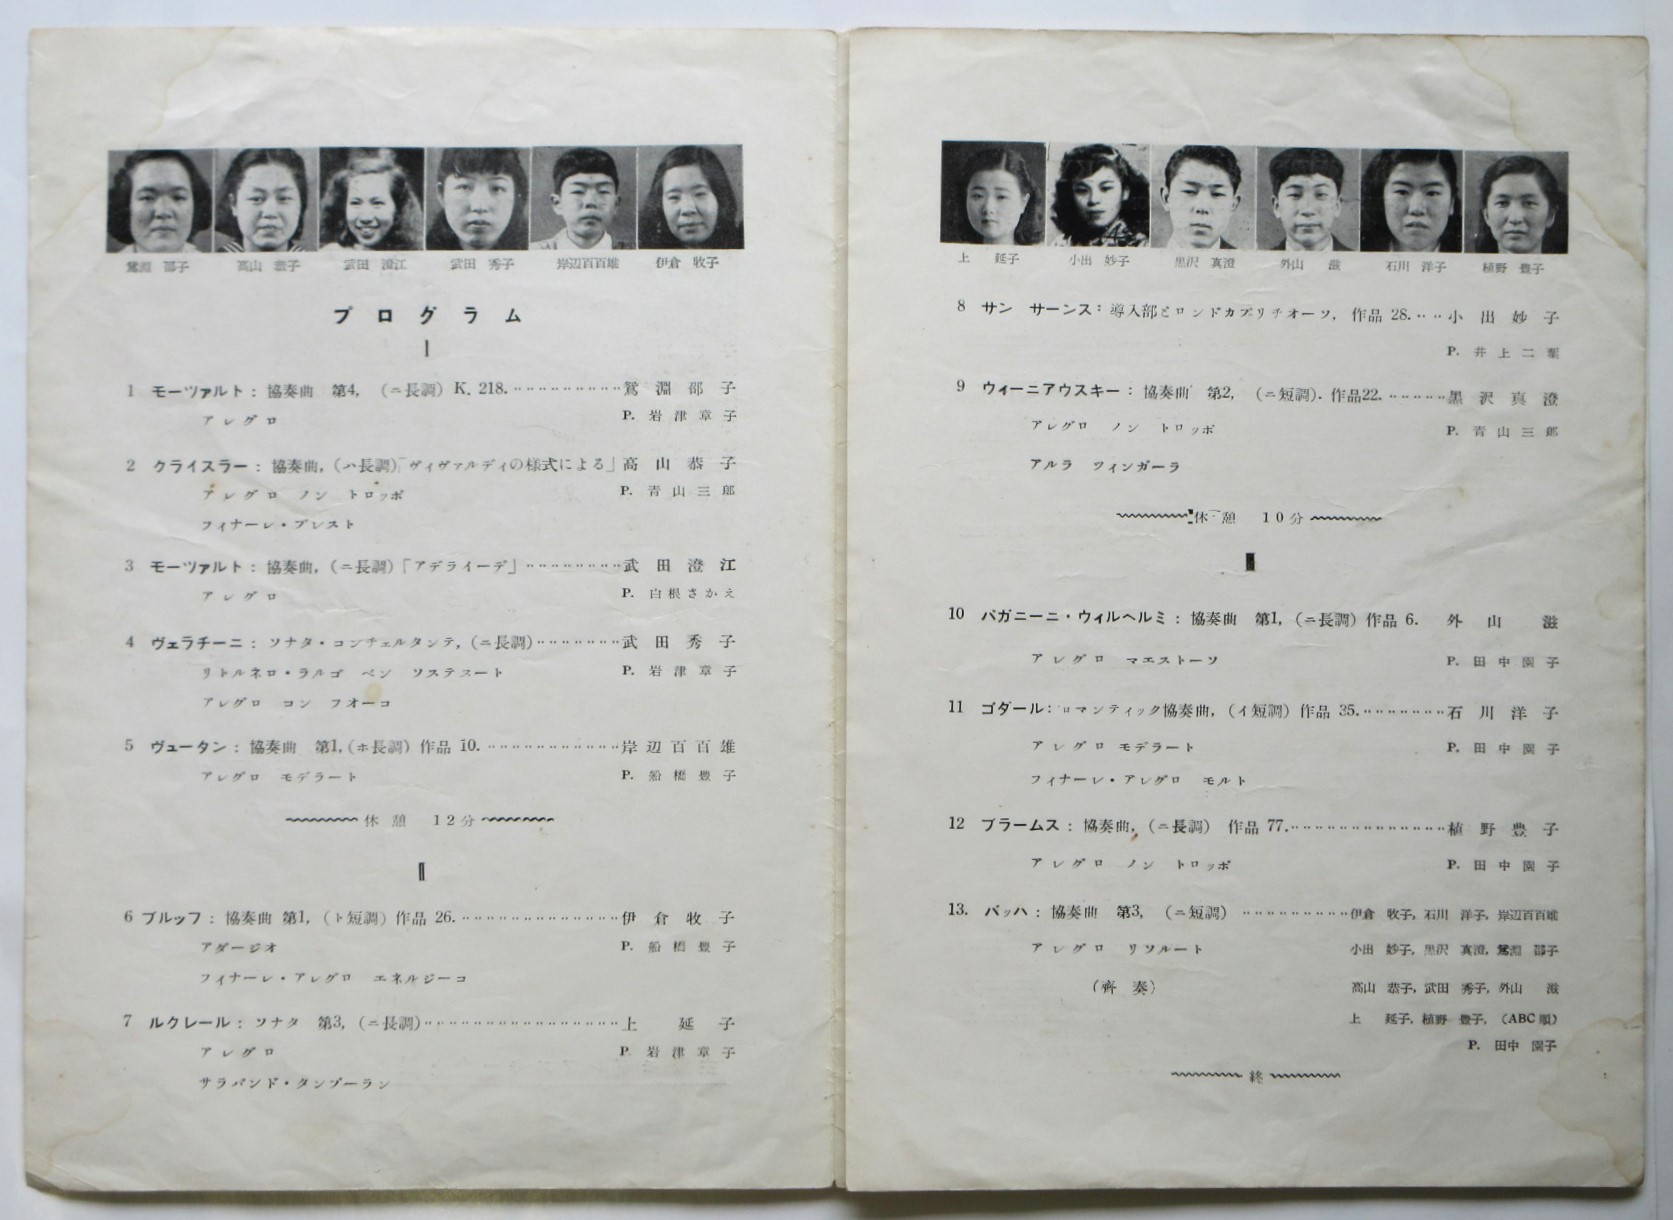 鷲淵 部子 高山 恭子 武田 澄江 武田 秀子 岸辺百百雄 伊倉 牧子
プログラム
I
1 モーツァルト: 協奏曲 第4, (ニ長調) K. 218. 鷲淵部子
アレグロ P. 岩津章子
2 クライスラー: 協奏曲, (ハ長調)「ヴィヴァルディの様式による」高山恭子
アレグロ ノン トロッポ P. 青山三郎
フィナーレ・プレスト
3 モーツァルト: 協奏曲, (ニ長調)「アデライーデ」 武田澄江
アレグロ P. 白根さかえ
4 ヴェラチーニ: ソナタ・コンチェルタンテ, (ニ長調) 武田秀子
リトルネロ・ラルゴ ベン ソステヌート P. 岩津章子
アレグロ コン フオーコ
5 ヴュータン: 協奏曲 第1, (ホ長調) 作品 10. 岸辺百百雄
アレグロ モデラート P. 船橋豊子
休憩 12分
II
6 ブルッフ: 協奏曲 第1, (ト短調) 作品 26. 伊倉牧子
アダージオ P. 船橋豊子
フィナーレ・アレグロ エネルジーコ
7 ルクレール: ソナタ 第3, (ニ長調) 上延子
アレグロ P. 岩津章子
サラバンド・タンブーラン
上 延子 小出 妙子 黒沢 真澄 外山 滋 石川 洋子 植野 豊子
8 サン サーンス: 導入部とロンドカプリチオーソ, 作品 28. 小出妙子
P. 井上二葉
9 ウィーニアウスキー: 協奏曲 第2, (ニ短調). 作品22. 黒沢真澄
アレグロ ノン トロッポ P. 青山三郎
アルラ ツィンガーラ
休憩 10分
10 パガニーニ・ウィルヘルミ: 協奏曲 第1, (ニ長調) 作品 6. 外山滋
アレグロ マエストーソ P. 田中園子
11 ゴダール: ロマンティック協奏曲, (イ短調) 作品 35. 石川洋子
アレグロ モデラート P. 田中園子
フィナーレ・アレグロ モルト
12 ブラームス: 協奏曲, (ニ長調) 作品 77. 植野豊子
アレグロ ノン トロッポ P. 田中園子
13. バッハ: 協奏曲 第3, (ニ短調) 伊倉 牧子, 石川 洋子, 岸辺百百雄
アレグロ リソルート 小出 妙子, 黒沢 真澄, 鷲淵 部子
(齊奏) 高山 恭子, 武田 秀子, 外山 滋
上 延子, 植野 豊子, (ABC順)
P. 田中 園子
終